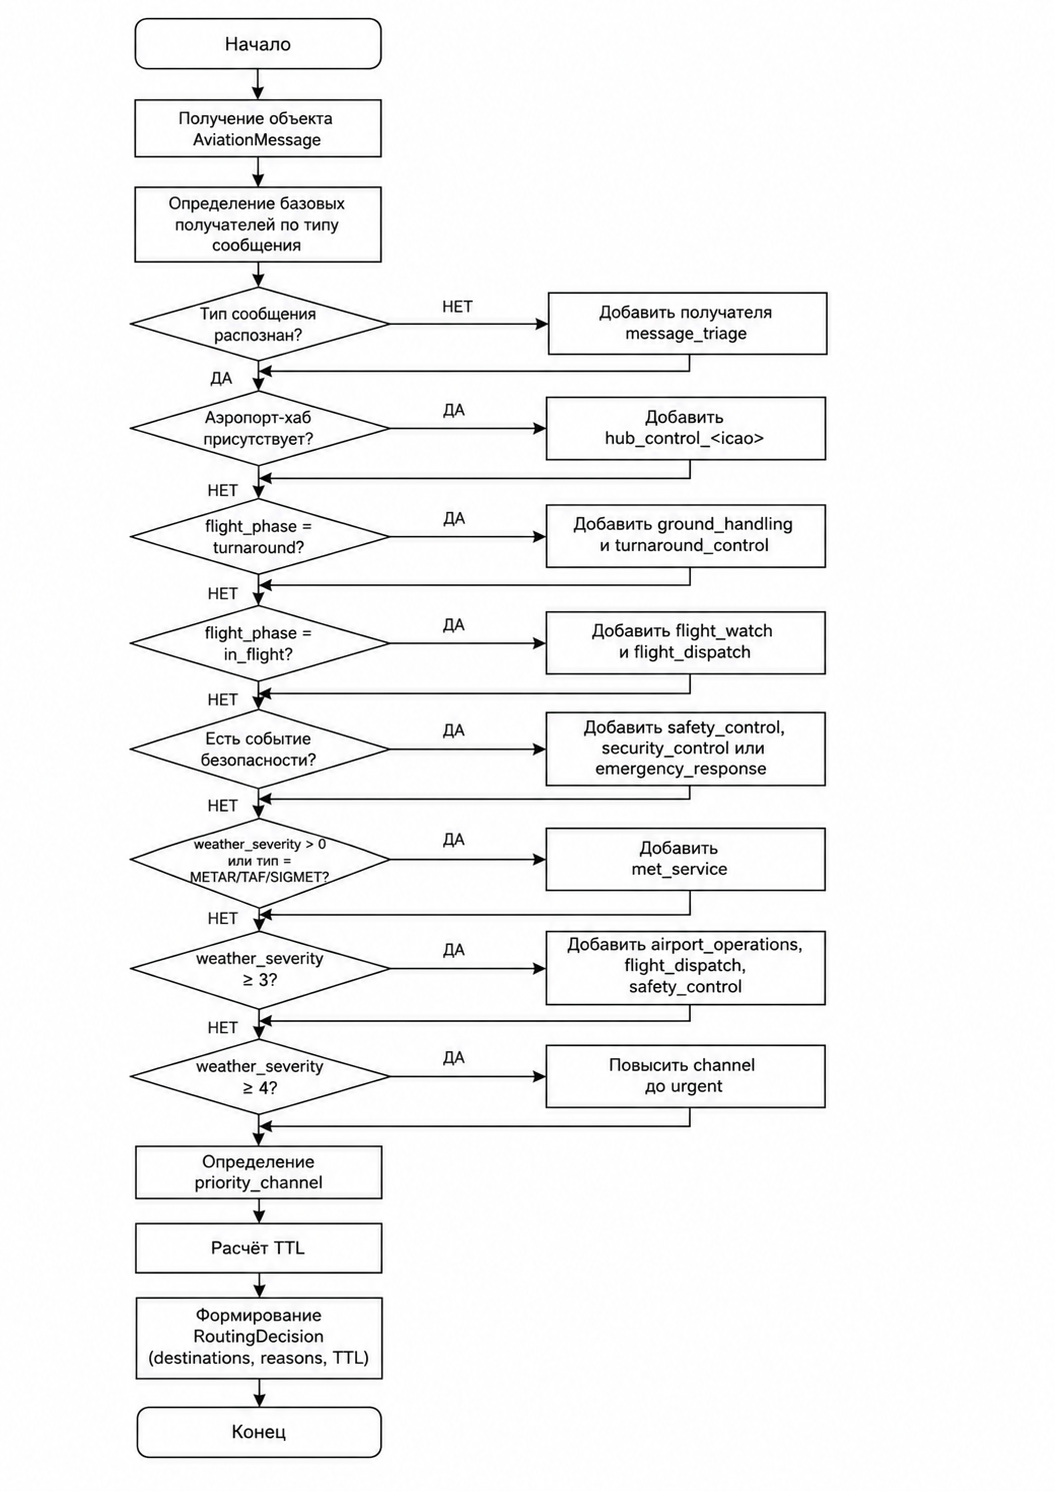 Начало
Получение объекта
AviationMessage
Определение базовых
получателей по типу
сообщения
Тип сообщения
распознан?
НЕТ
Добавить получателя
message_triage
ДА
Аэропорт-хаб
присутствует?
ДА
Добавить
hub_control_<icao>
НЕТ
flight_phase =
turnaround?
ДА
Добавить ground_handling
и turnaround_control
НЕТ
flight_phase =
in_flight?
ДА
Добавить flight_watch
и flight_dispatch
НЕТ
Есть событие
безопасности?
ДА
Добавить safety_control,
security_control или
emergency_response
НЕТ
weather_severity > 0
или тип =
METAR/TAF/SIGMET?
ДА
Добавить
met_service
НЕТ
weather_severity
≥ 3?
ДА
Добавить airport_operations,
flight_dispatch,
safety_control
НЕТ
weather_severity
≥ 4?
ДА
Повысить channel
до urgent
Определение
priority_channel
Расчёт TTL
Формирование
RoutingDecision
(destinations, reasons, TTL)
Конец